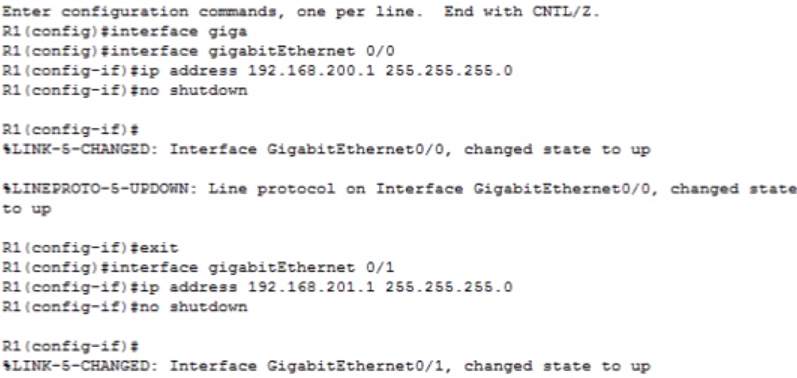 Enter configuration commands, one per line.  End with CNTL/Z.
R1(config)#interface giga
R1(config)#interface gigabitEthernet 0/0
R1(config-if)#ip address 192.168.200.1 255.255.255.0
R1(config-if)#no shutdown
R1(config-if)#
%LINK-5-CHANGED: Interface GigabitEthernet0/0, changed state to up
%LINEPROTO-5-UPDOWN: Line protocol on Interface GigabitEthernet0/0, changed state
to up
R1(config-if)#exit
R1(config)#interface gigabitEthernet 0/1
R1(config-if)#ip address 192.168.201.1 255.255.255.0
R1(config-if)#no shutdown
R1(config-if)#
%LINK-5-CHANGED: Interface GigabitEthernet0/1, changed state to up